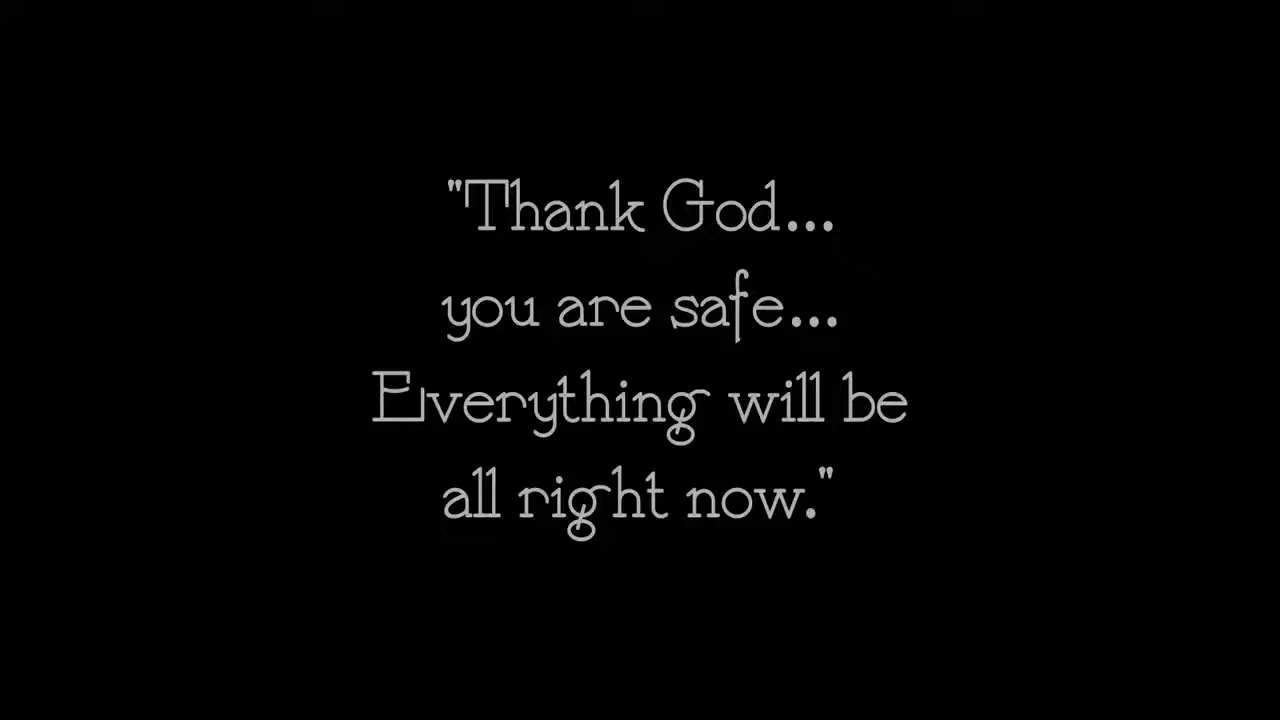 "Thank God...
you are safe...
Everything will be
all right now."